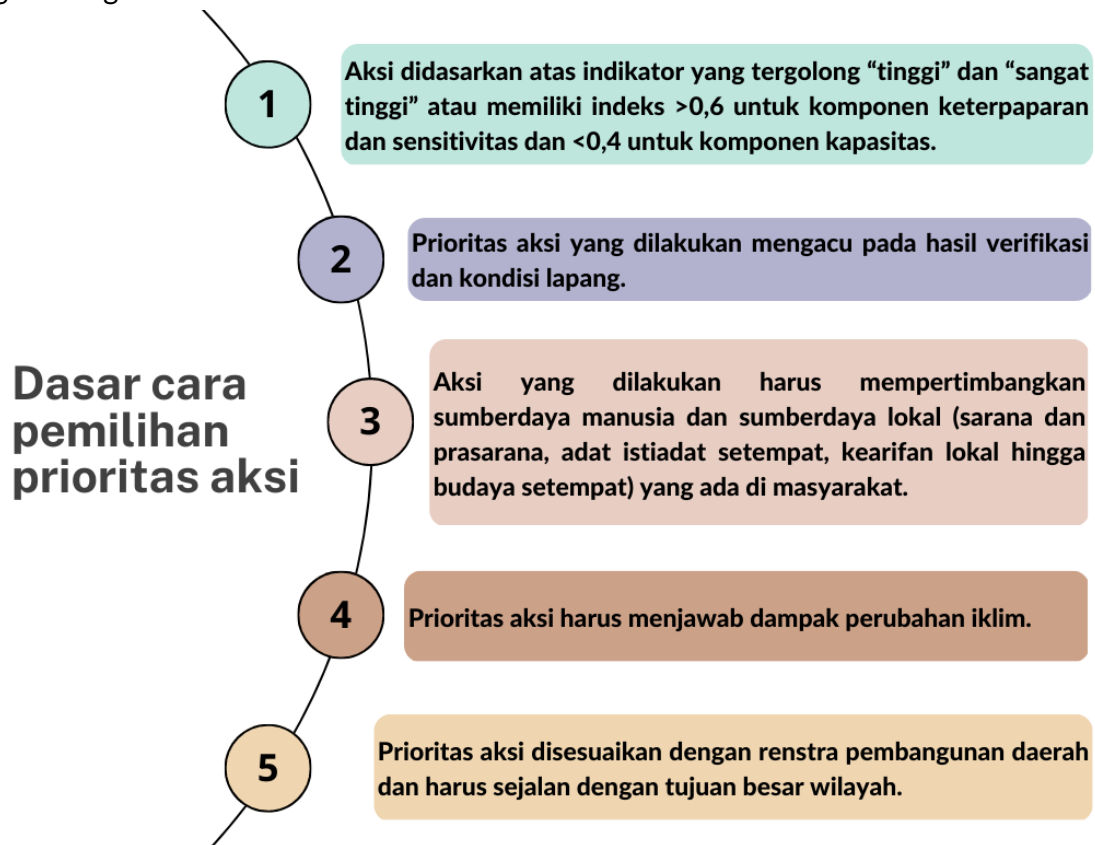 Dasar cara
pemilihan
prioritas aksi
1
Aksi didasarkan atas indikator yang tergolong “tinggi” dan “sangat
tinggi” atau memiliki indeks >0,6 untuk komponen keterpaparan
dan sensitivitas dan <0,4 untuk komponen kapasitas.
2
Prioritas aksi yang dilakukan mengacu pada hasil verifikasi
dan kondisi lapang.
3
Aksi yang dilakukan harus mempertimbangkan
sumberdaya manusia dan sumberdaya lokal (sarana dan
prasarana, adat istiadat setempat, kearifan lokal hingga
budaya setempat) yang ada di masyarakat.
4
Prioritas aksi harus menjawab dampak perubahan iklim.
5
Prioritas aksi disesuaikan dengan renstra pembangunan daerah
dan harus sejalan dengan tujuan besar wilayah.